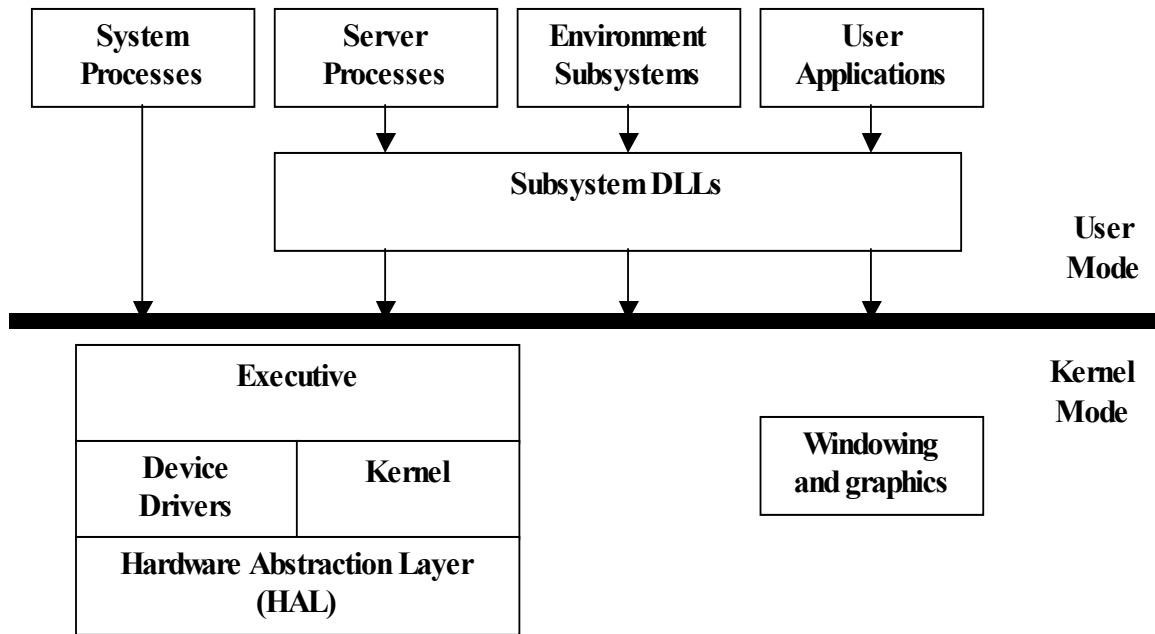 System
Processes
Server
Processes
Environment
Subsystems
User
Applications
Subsystem DLLs
User
Mode
Executive
Kernel
Mode
Device
Drivers
Kernel
Windowing
and graphics
Hardware Abstraction Layer
(HAL)